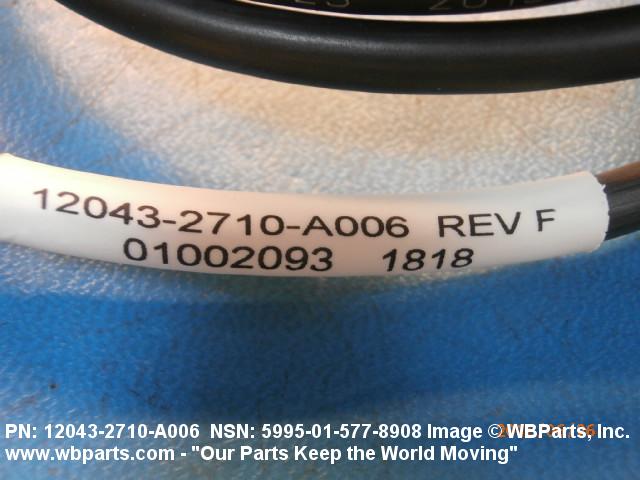 12043-2710-A006 REV F
01002093 1818
PN: 12043-2710-A006 NSN: 5995-01-577-8908 Image © WBParts, Inc.
www.wbparts.com - "Our Parts Keep the World Moving"